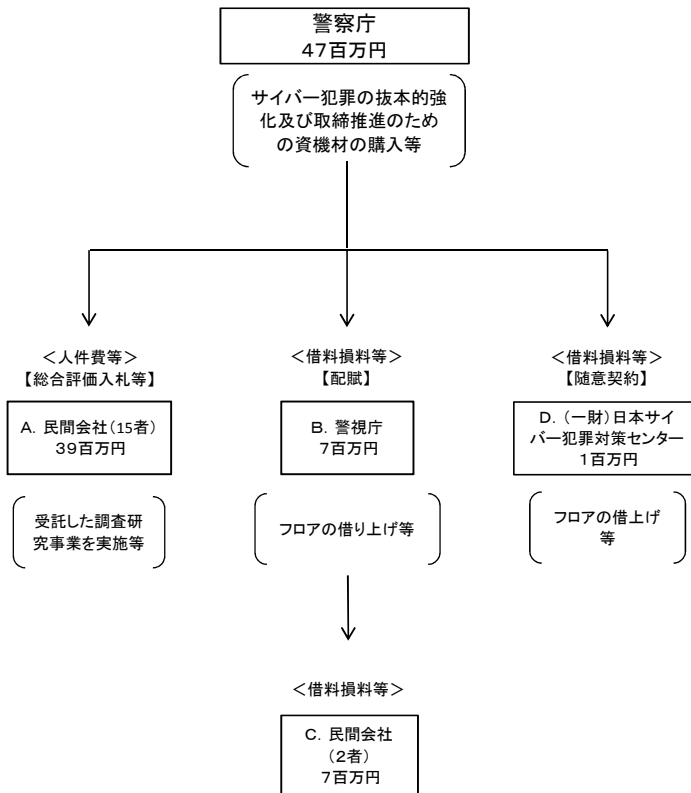 警察庁
47百万円
サイバー犯罪の抜本的強
化及び取締推進のため
の資機材の購入等
＜人件費等＞
【総合評価入札等】
A. 民間会社（15者）
39百万円
受託した調査研
究事業を実施等
＜借料損料等＞
【配賦】
B. 警視庁
7百万円
フロアの借り上げ等
＜借料損料等＞
【随意契約】
D. （一財）日本サイ
バー犯罪対策センター
1百万円
フロアの借上げ
等
＜借料損料等＞
C. 民間会社
（2者）
7百万円